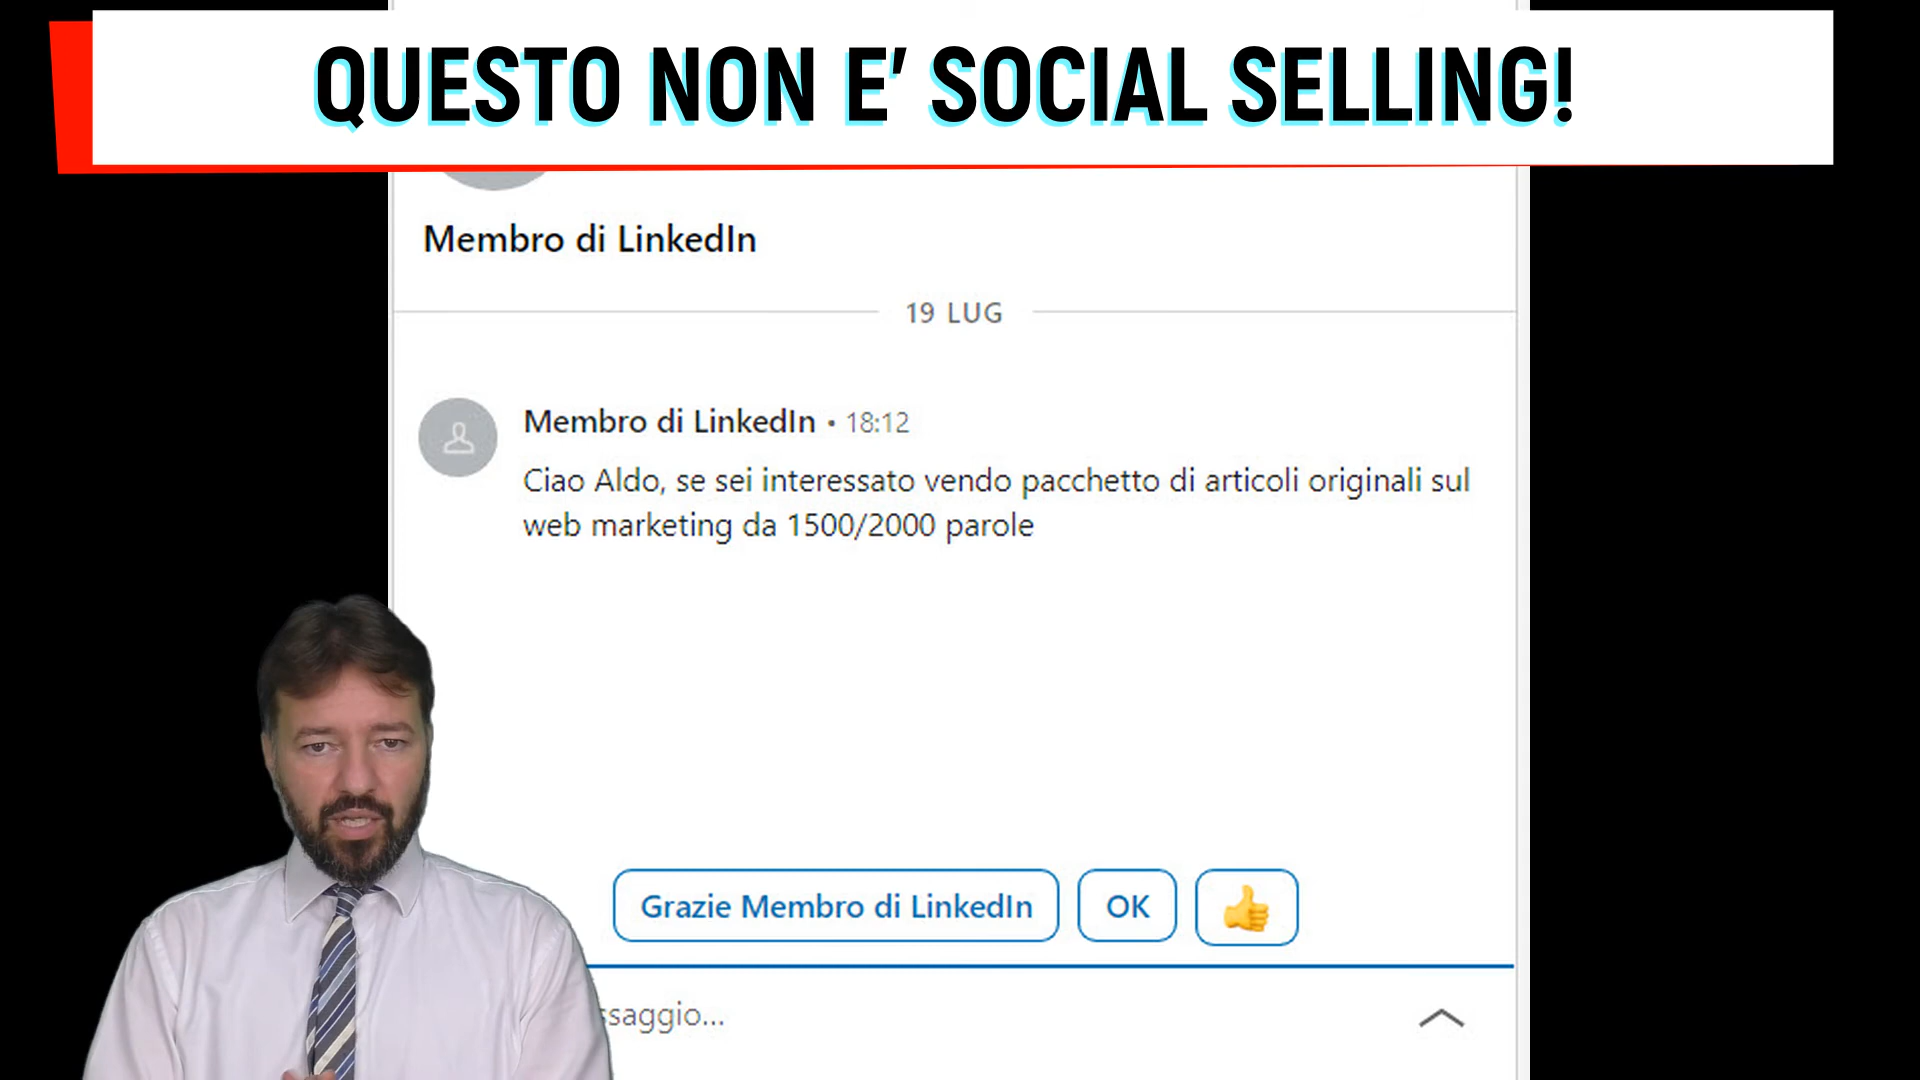 QUESTO NON E' SOCIAL SELLING!
Membro di LinkedIn
19 LUG
Membro di LinkedIn • 18:12
Ciao Aldo, se sei interessato vendo pacchetto di articoli originali sul
web marketing da 1500/2000 parole
Grazie Membro di LinkedIn OK 👍
ssaggio...